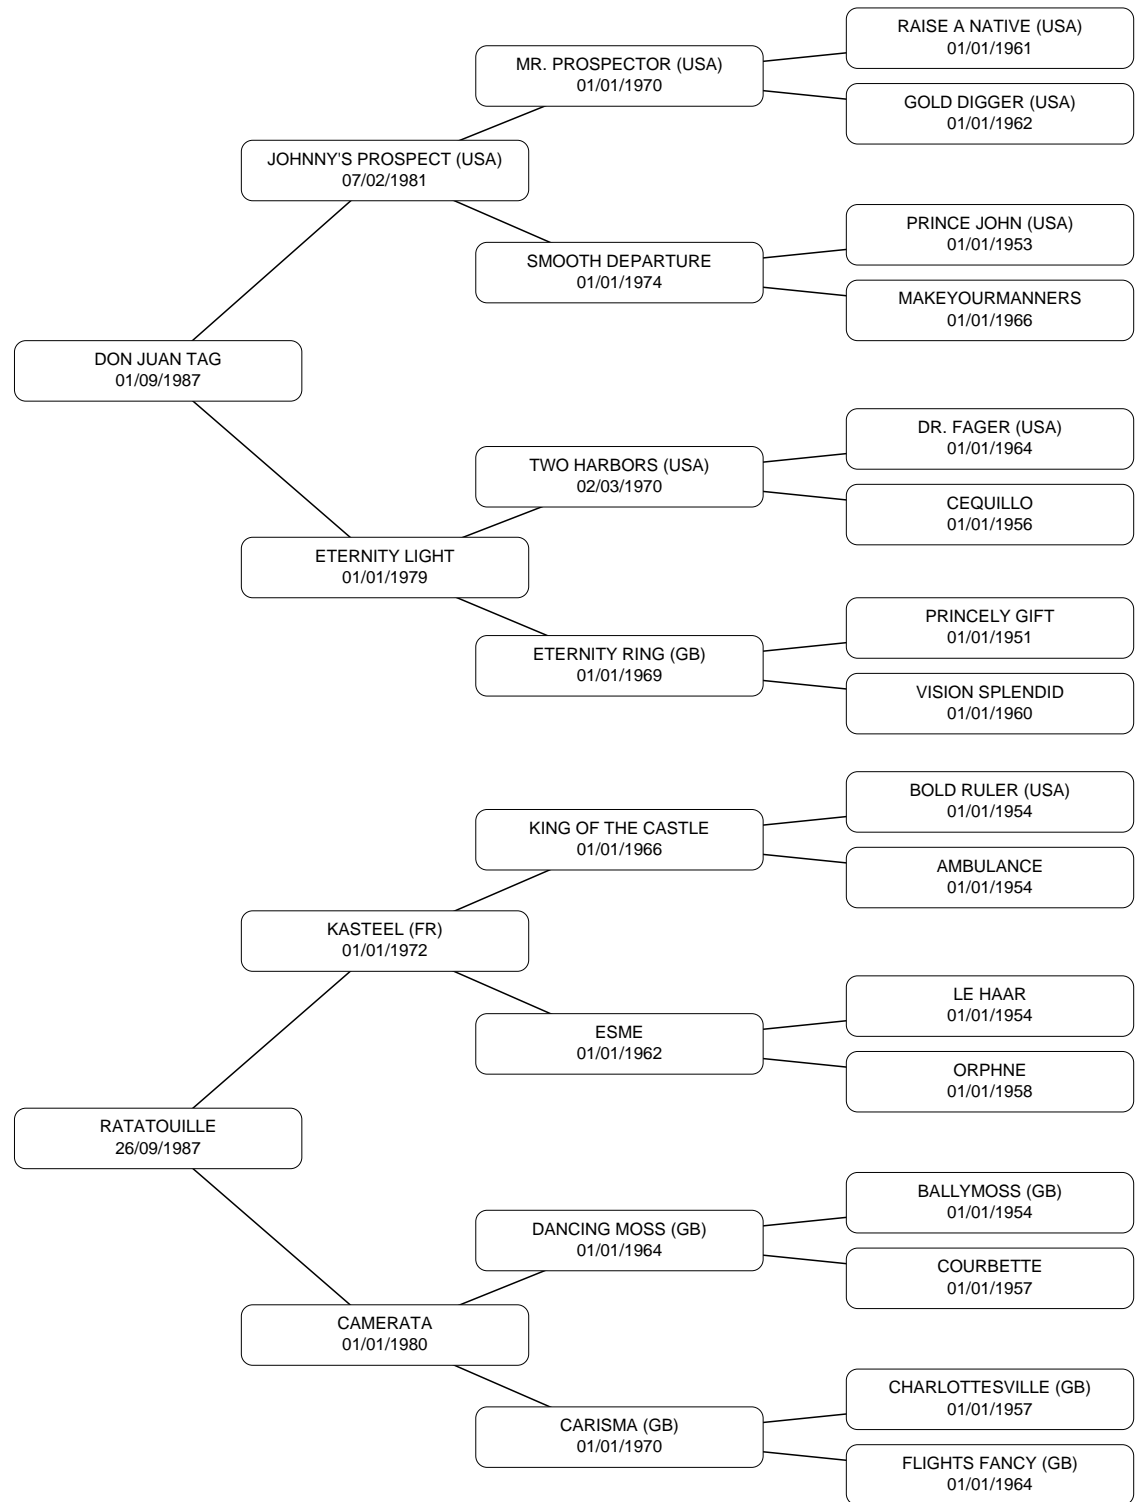 RAISE A NATIVE (USA)
01/01/1961
MR. PROSPECTOR (USA)
01/01/1970
GOLD DIGGER (USA)
01/01/1962
JOHNNY'S PROSPECT (USA)
07/02/1981
PRINCE JOHN (USA)
01/01/1953
SMOOTH DEPARTURE
01/01/1974
MAKEYOURMANNERS
01/01/1966
DON JUAN TAG
01/09/1987
DR. FAGER (USA)
01/01/1964
TWO HARBORS (USA)
02/03/1970
CEQUILLO
01/01/1956
ETERNITY LIGHT
01/01/1979
PRINCELY GIFT
01/01/1951
ETERNITY RING (GB)
01/01/1969
VISION SPLENDID
01/01/1960
BOLD RULER (USA)
01/01/1954
KING OF THE CASTLE
01/01/1966
AMBULANCE
01/01/1954
KASTEEL (FR)
01/01/1972
LE HAAR
01/01/1954
ESME
01/01/1962
ORPHNE
01/01/1958
RATATOUILLE
26/09/1987
BALLYMOSS (GB)
01/01/1954
DANCING MOSS (GB)
01/01/1964
COURBETTE
01/01/1957
CAMERATA
01/01/1980
CHARLOTTESVILLE (GB)
01/01/1957
CARISMA (GB)
01/01/1970
FLIGHTS FANCY (GB)
01/01/1964